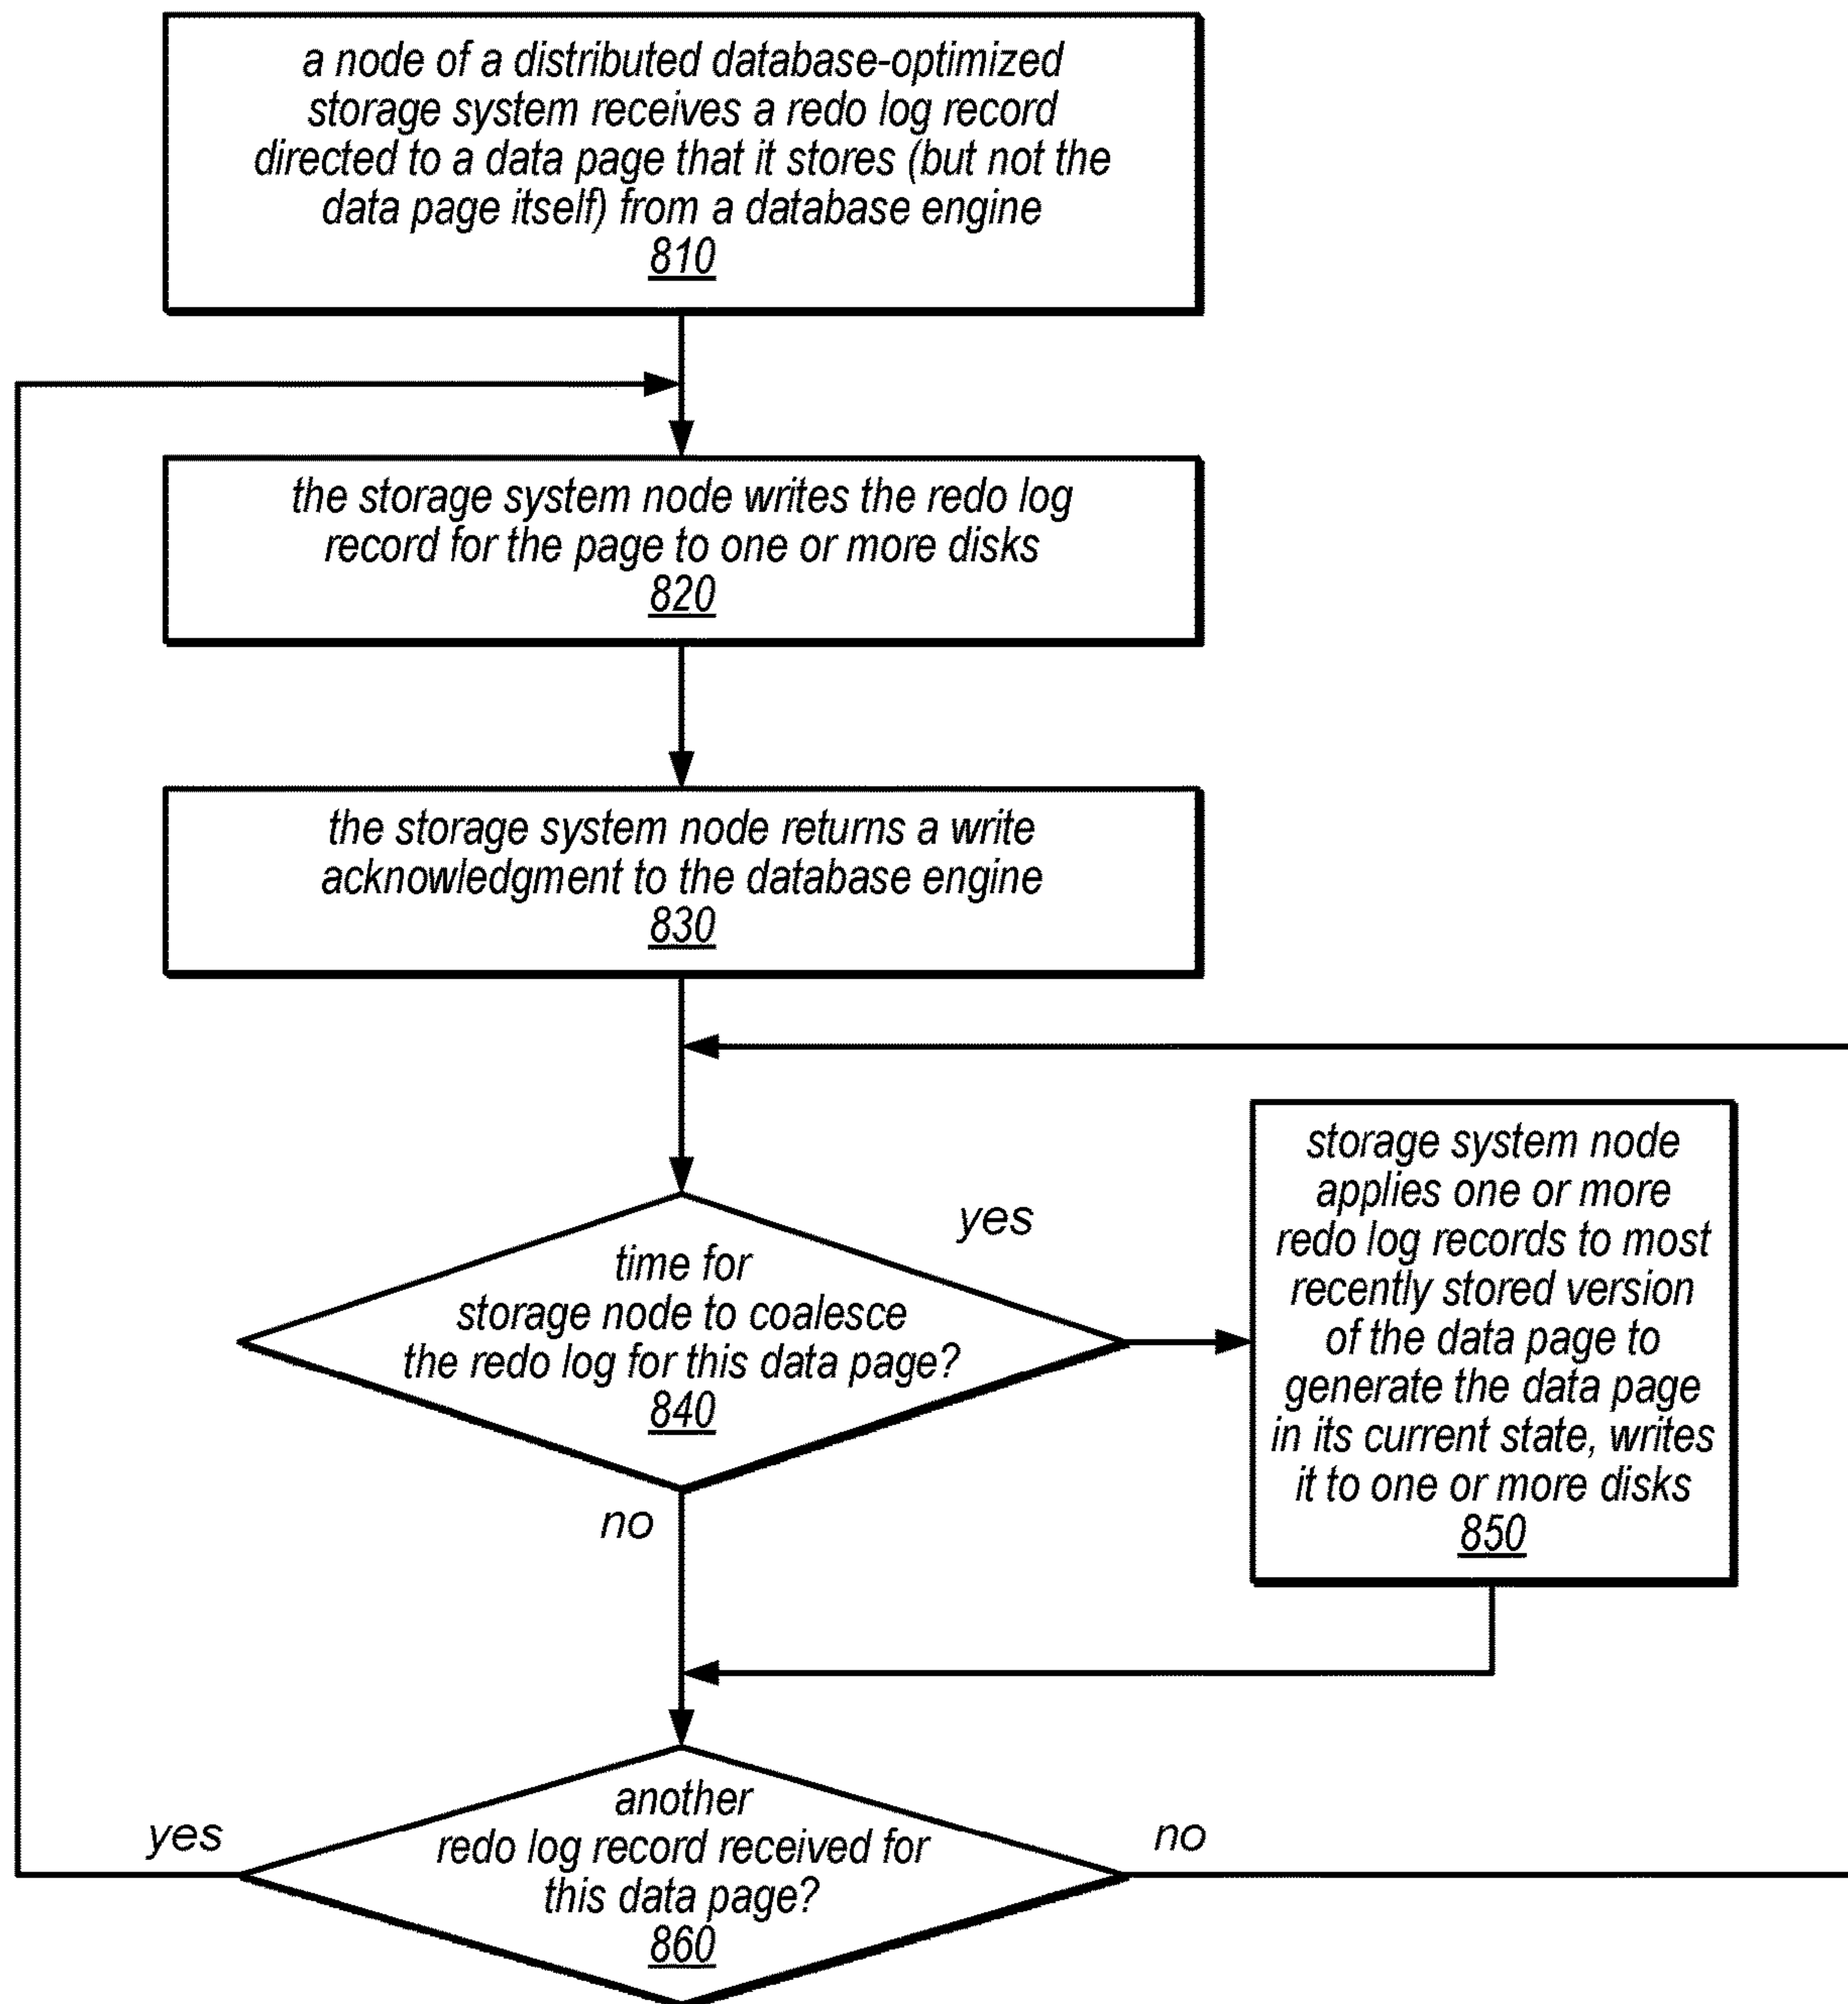 a node of a distributed database-optimized
storage system receives a redo log record
directed to a data page that it stores (but not the
data page itself) from a database engine
810
the storage system node writes the redo log
record for the page to one or more disks
820
the storage system node returns a write
acknowledgment to the database engine
830
time for
storage node to coalesce
the redo log for this data page?
840
yes
no
storage system node
applies one or more
redo log records to most
recently stored version
of the data page to
generate the data page
in its current state, writes
it to one or more disks
850
another
redo log record received for
this data page?
860
yes
no